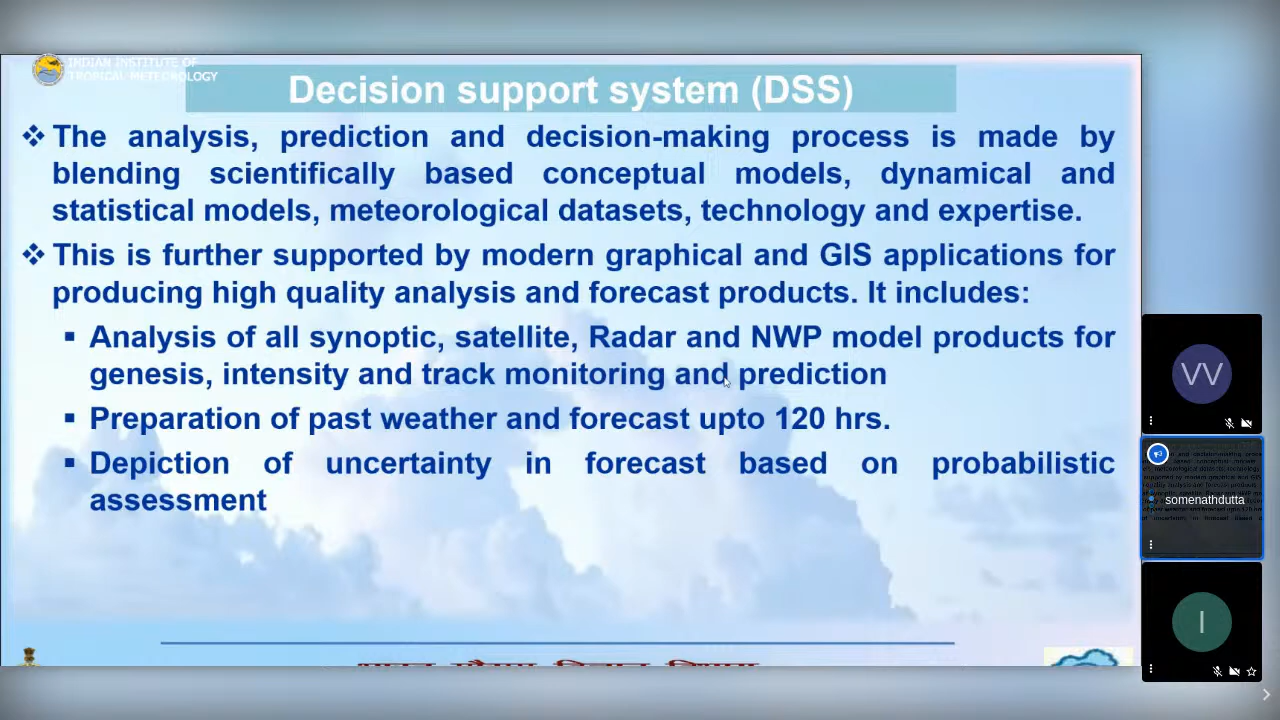 INDIAN INSTITUTE OF
TROPICAL METEOROLOGY
Decision support system (DSS)
❖ The analysis, prediction and decision-making process is made by
blending scientifically based conceptual models, dynamical and
statistical models, meteorological datasets, technology and expertise.
❖ This is further supported by modern graphical and GIS applications for
producing high quality analysis and forecast products. It includes:
▪ Analysis of all synoptic, satellite, Radar and NWP model products for
genesis, intensity and track monitoring and prediction
▪ Preparation of past weather and forecast upto 120 hrs.
▪ Depiction of uncertainty in forecast based on probabilistic
assessment
VV
somenathdutta
I